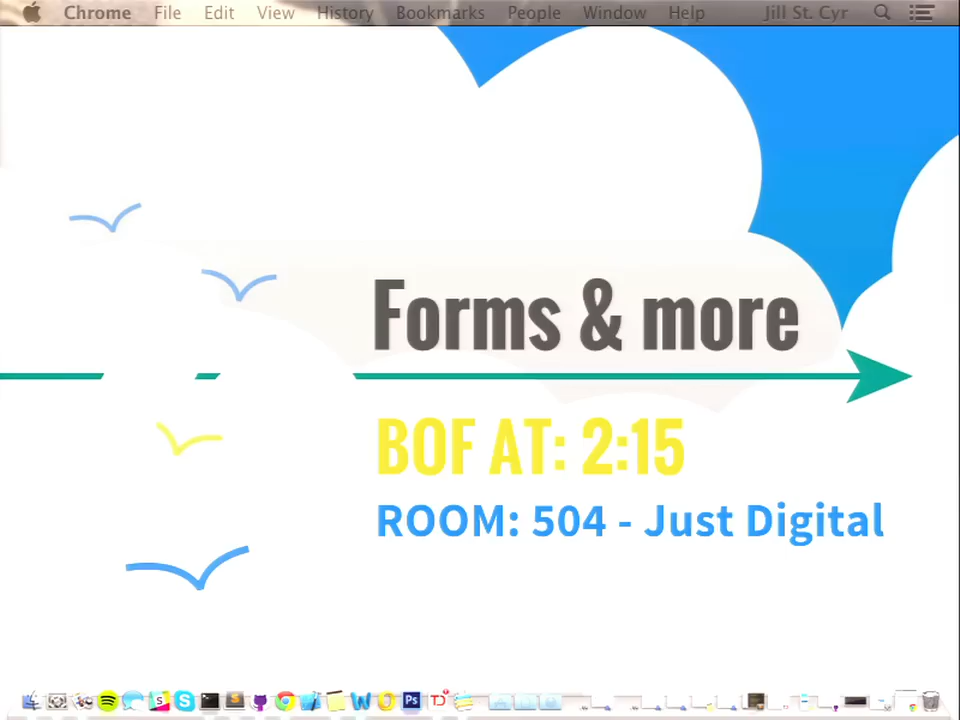 Chrome File Edit View History Bookmarks People Window Help Jill St. Cyr
Forms & more
BOF AT: 2:15
ROOM: 504 - Just Digital